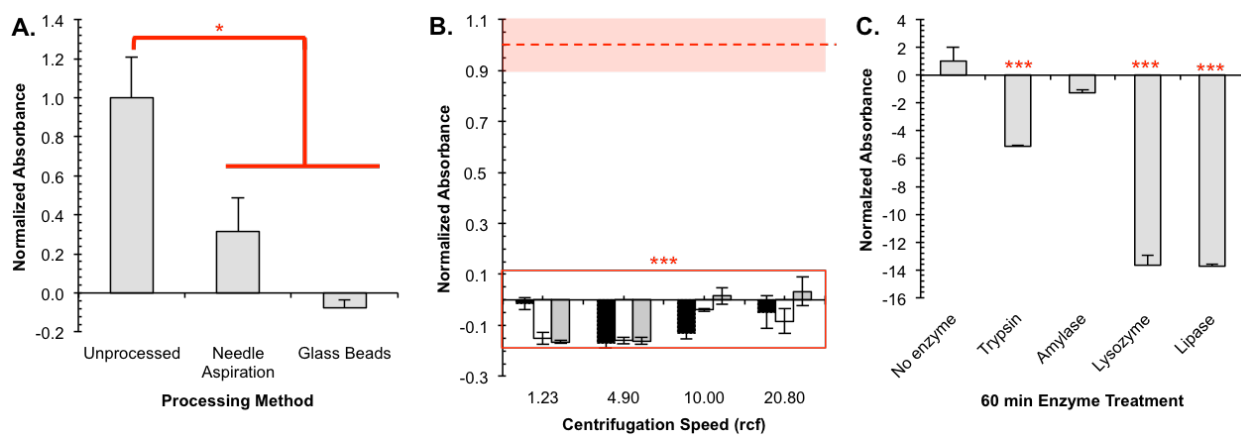 A.
Normalized Absorbance
1.4
1.2
1.0
0.8
0.6
0.4
0.2
0.0
-0.2
*
Unprocessed
Needle
Aspiration
Glass Beads
Processing Method
B.
Normalized Absorbance
1.1
0.9
0.7
0.5
0.3
0.1
-0.1
-0.3
***
1.23
4.90
10.00
20.80
Centrifugation Speed (rcf)
C.
Normalzed Absorbance
4
2
0
-2
-4
-6
-8
-10
-12
-14
-16
***
***
***
No enzyme
Trypsin
Amylase
Lysozyme
Lipase
60 min Enzyme Treatment